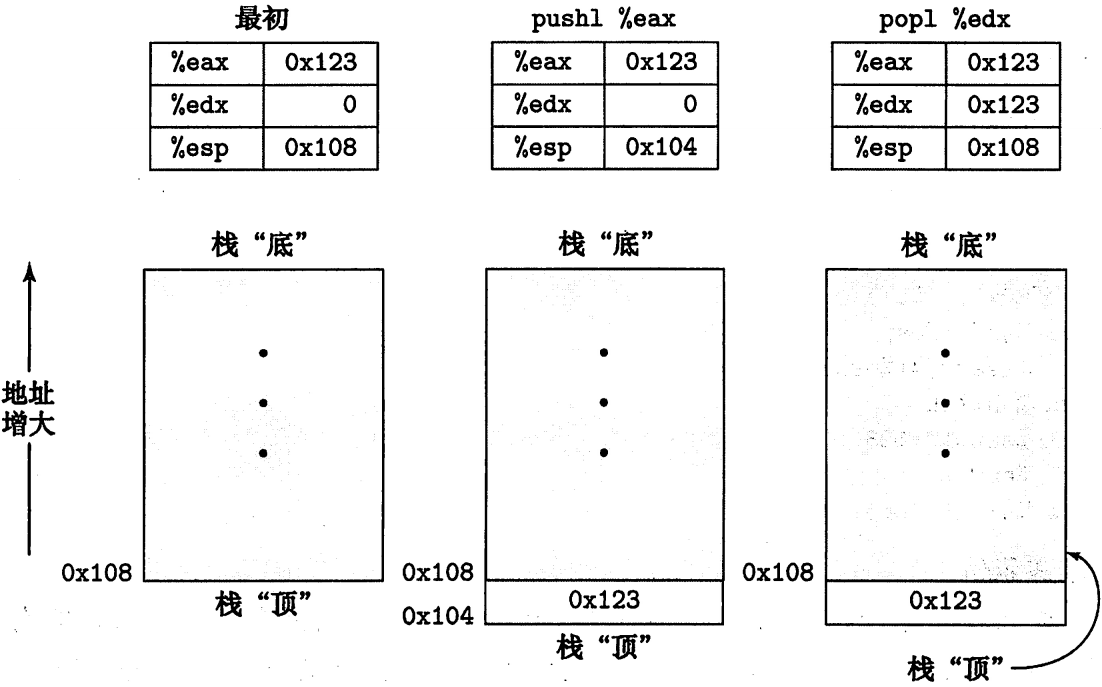 最初
pushl %eax
popl %edx
%eax 0x123
%edx 0
%esp 0x108
%eax 0x123
%edx 0
%esp 0x104
%eax 0x123
%edx 0x123
%esp 0x108
栈“底”
栈“底”
栈“底”
地址
增大
0x108
栈“顶”
0x108
0x104
0x123
栈“顶”
0x108
0x123
栈“顶”